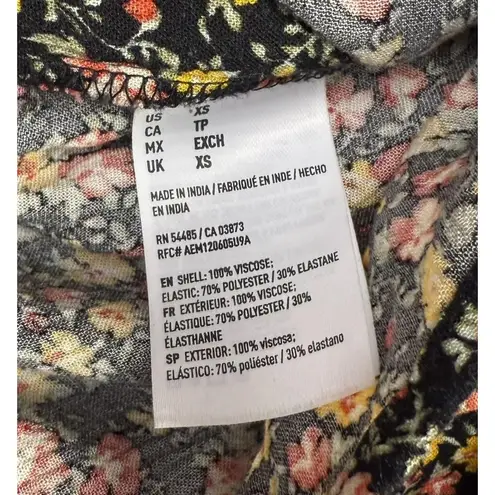 US XS
CA TP
MX EXCH
UK XS
MADE IN INDIA / FABRIQUÉ EN INDE / HECHO
EN INDIA
RN 54485 / CA 03873
RFC# AEM120605U9A
EN SHELL: 100% VISCOSE;
ELASTIC: 70% POLYESTER / 30% ELASTANE
FR EXTÉRIEUR: 100% VISCOSE;
ÉLASTIQUE: 70% POLYESTER / 30%
ÉLASTHANNE
SP EXTERIOR: 100% viscosa;
ELÁSTICO: 70% poliéster / 30% elastano